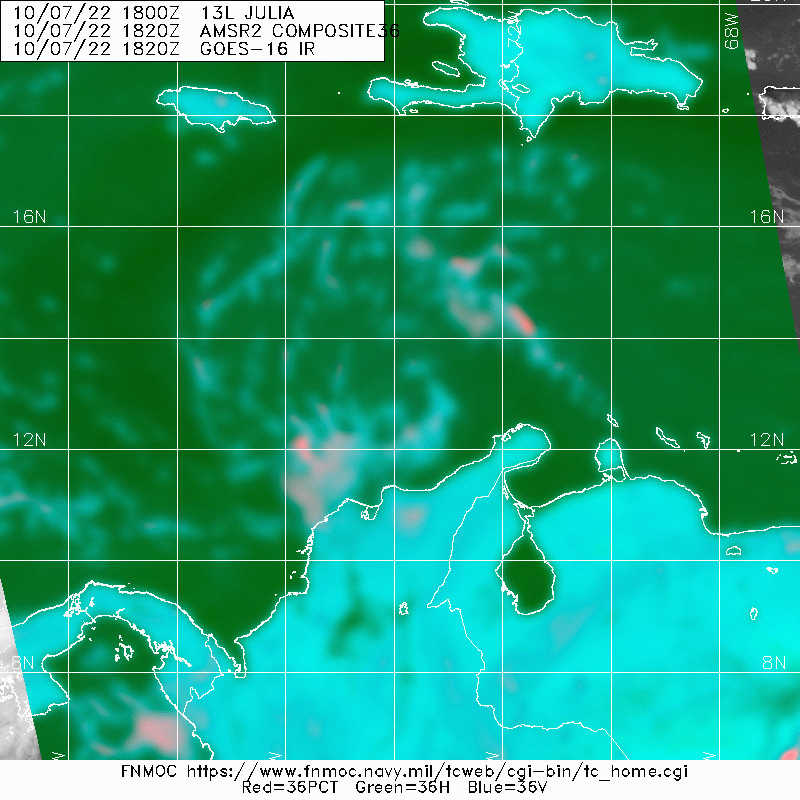 10/07/22 1800Z 13L JULIA
10/07/22 1820Z AMSR2 COMPOSITE36
10/07/22 1820Z GOES-16 IR
72W
68W
16N
16N
12N
12N
8N
8N
FNMOC https://www.fnmoc.navy.mil/tcweb/cgi-bin/tc_home.cgi
Red=36PCT Green=36H Blue=36V